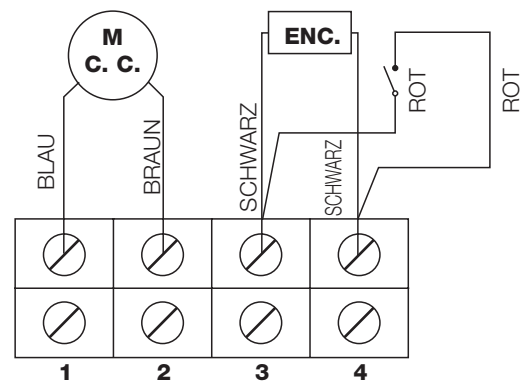 M
C. C.
ENC.
BLAU
BRAUN
SCHWARZ
SCHWARZ
ROT
ROT
1 2 3 4